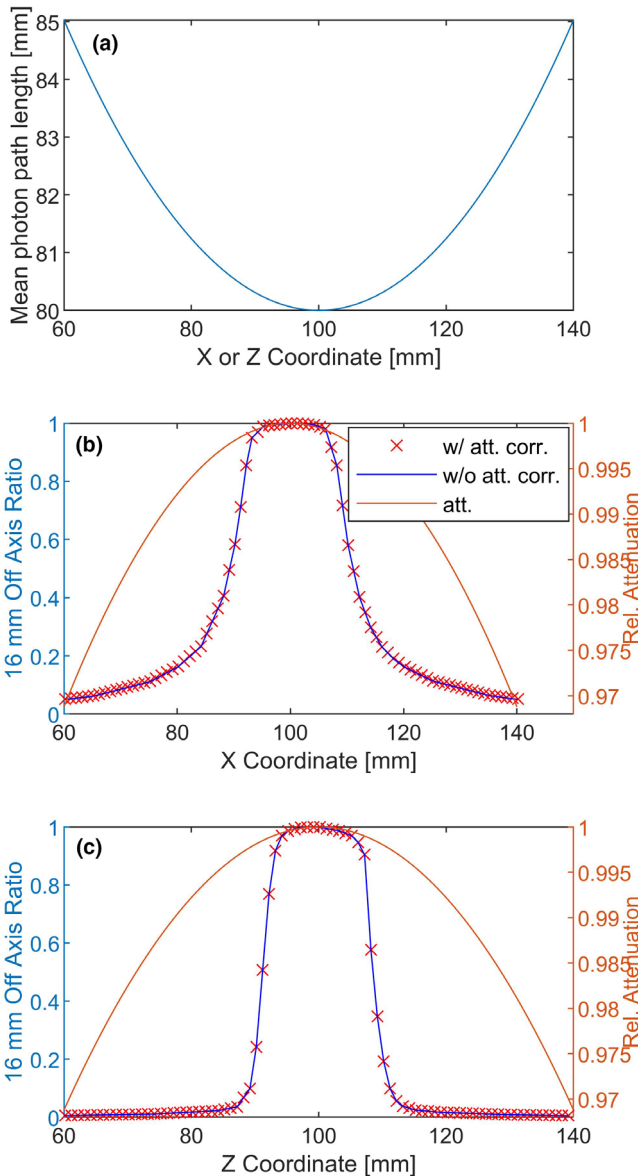 (a)
Mean photon path length [mm]
85
84
83
82
81
80
60 80 100 120 140
X or Z Coordinate [mm]
(b)
16 mm Off Axis Ratio
1
0.8
0.6
0.4
0.2
0
w/ att. corr.
w/o att. corr.
att.
1
0.995
0.99
0.985
0.98
0.975
0.97
Rel. Attenuation
60 80 100 120 140
X Coordinate [mm]
(c)
16 mm Off Axis Ratio
1
0.8
0.6
0.4
0.2
0
1
0.995
0.99
0.985
0.98
0.975
0.97
Rel. Attenuation
60 80 100 120 140
Z Coordinate [mm]